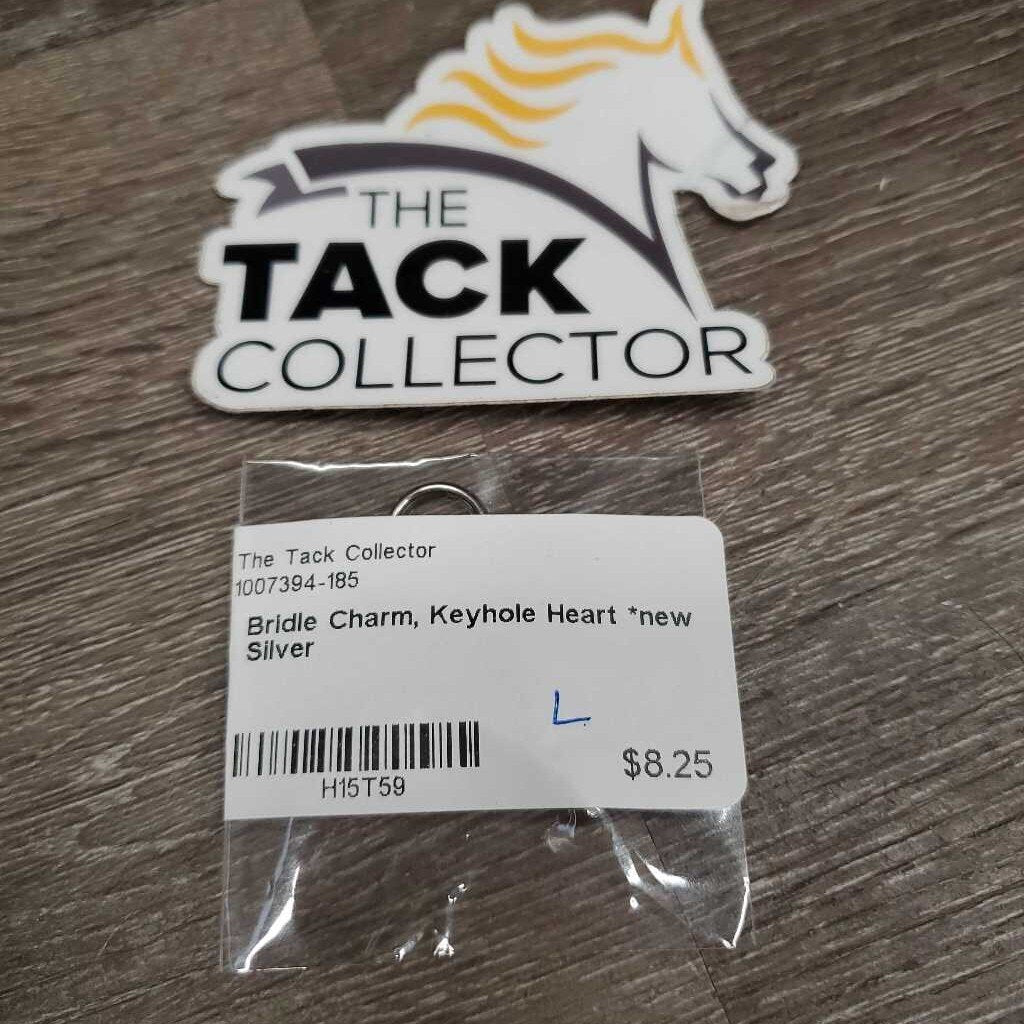 THE
TACK
COLLECTOR
The Tack Collector
1007394-185
Bridle Charm, Keyhole Heart *new
Silver
L
$8.25
H15T59